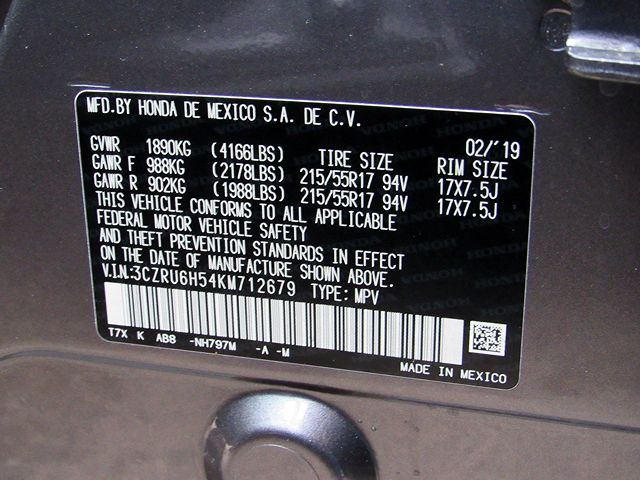 MFD.BY HONDA DE MEXICO S.A. DE C.V.
GVWR 1890KG (4166LBS) TIRE SIZE 02/'19 RIM SIZE
GAWR F 988KG (2178LBS) 215/55R17 94V 17X7.5J
GAWR R 902KG (1988LBS) 215/55R17 94V 17X7.5J
THIS VEHICLE CONFORMS TO ALL APPLICABLE
FEDERAL MOTOR VEHICLE SAFETY
AND THEFT PREVENTION STANDARDS IN EFFECT
ON THE DATE OF MANUFACTURE SHOWN ABOVE.
V.I.N:3CZRU6H54KM712679 TYPE: MPV
T7X K AB8 -NH797M -A -M
MADE IN MEXICO